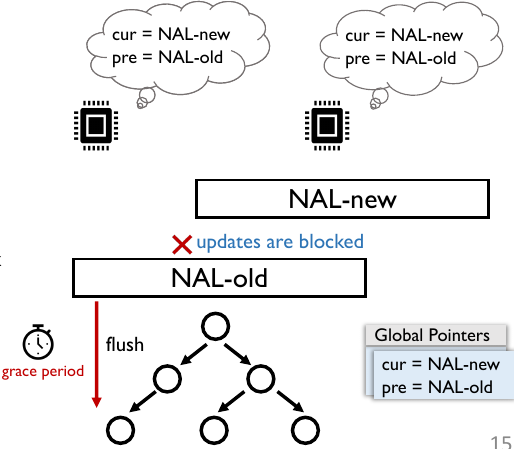 cur = NAL-new
pre = NAL-old
cur = NAL-new
pre = NAL-old
NAL-new
updates are blocked
NAL-old
flush
grace period
Global Pointers
cur = NAL-new
pre = NAL-old
15